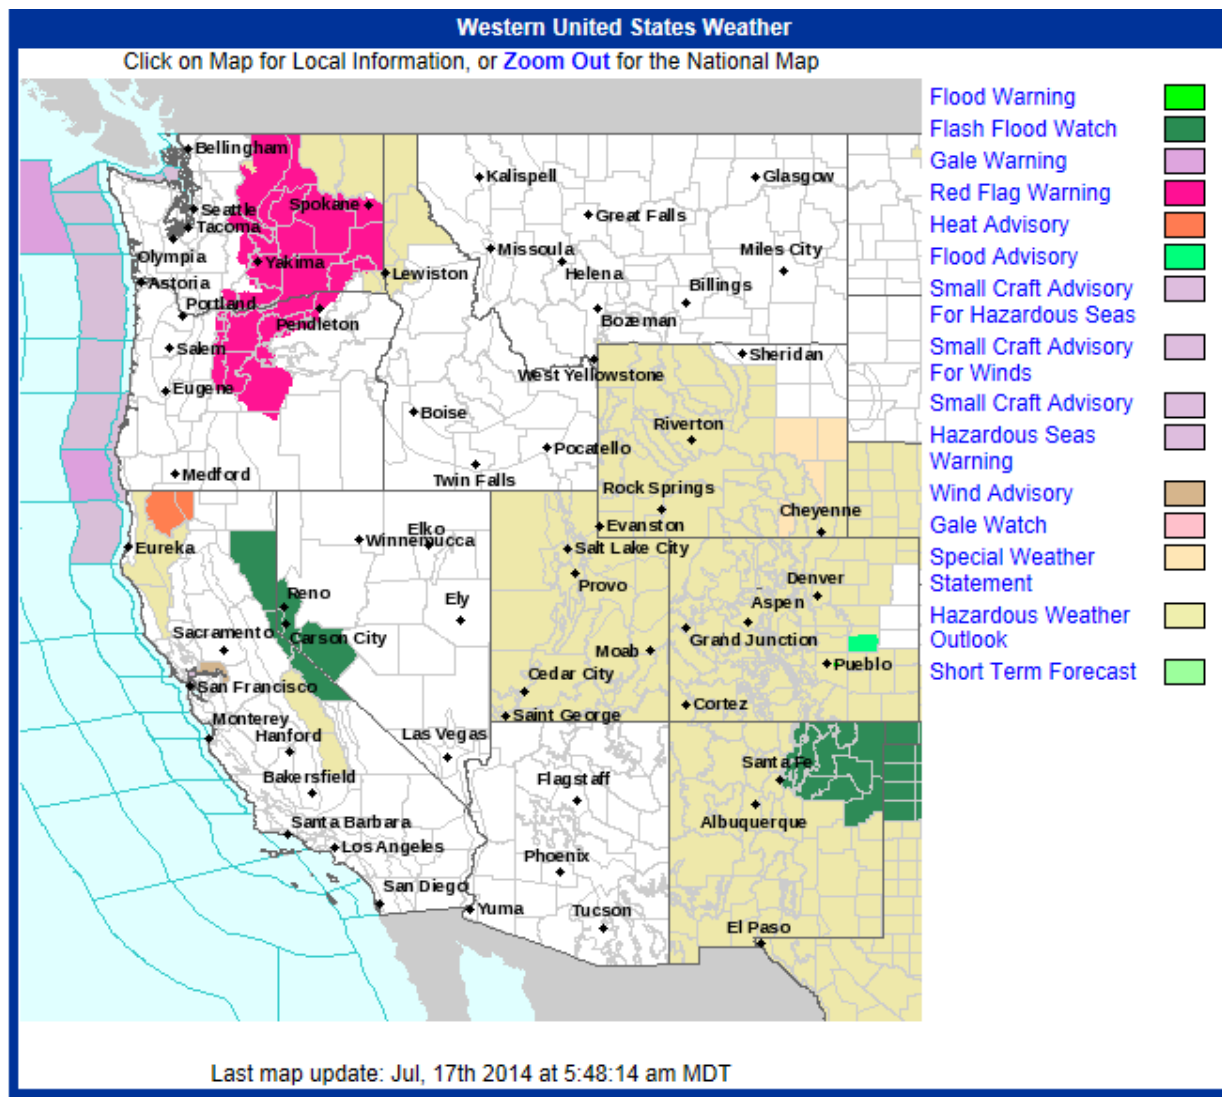 Western United States Weather
Click on Map for Local Information, or Zoom Out for the National Map
Flood Warning
Flash Flood Watch
Gale Warning
Red Flag Warning
Heat Advisory
Flood Advisory
Small Craft Advisory
For Hazardous Seas
Small Craft Advisory
For Winds
Small Craft Advisory
Hazardous Seas
Warning
Wind Advisory
Gale Watch
Special Weather
Statement
Hazardous Weather
Outlook
Short Term Forecast
Bellingham
Kalispell
Glasgow
Spokane
Seattle
Great Falls
Tacoma
Olympia
Missoula
Miles City
Yakima
Lewiston
Helena
Astoria
Billings
Portland
Pendleton
Bozeman
Salem
Sheridan
West Yellowstone
Eugene
Boise
Riverton
Pocatello
Medford
Twin Falls
Rock Springs
Cheyenne
Elko
Evanston
Eureka
Winnemucca
Salt Lake City
Provo
Denver
Reno
Ely
Aspen
Sacramento
Carson City
Grand Junction
Moab
Pueblo
Cedar City
San Francisco
Cortez
Saint George
Monterey
Hanford
Las Vegas
Santa Fe
Bakersfield
Flagstaff
Albuquerque
Santa Barbara
Los Angeles
Phoenix
San Diego
Yuma
Tucson
El Paso
Last map update: Jul, 17th 2014 at 5:48:14 am MDT